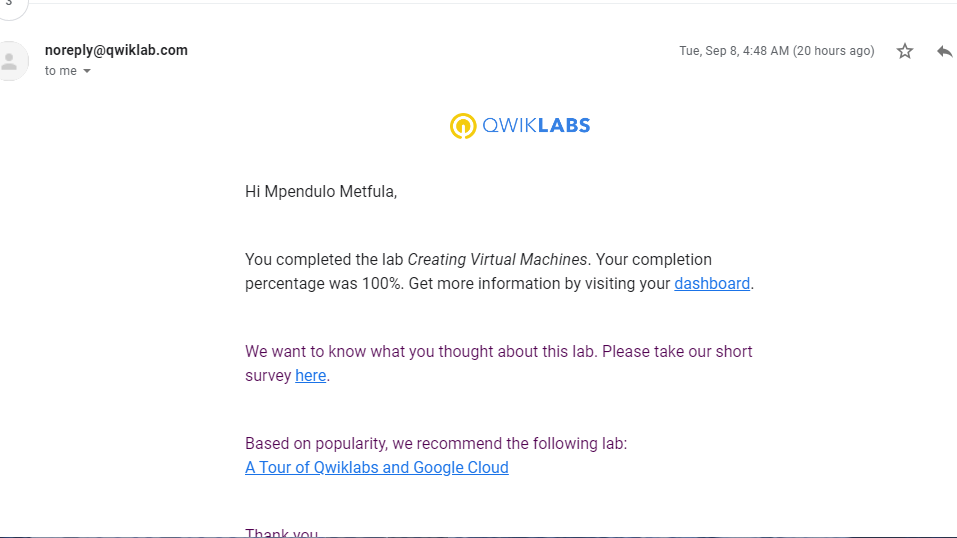 3
noreply@qwiklab.com
Tue, Sep 8, 4:48 AM (20 hours ago)
to me
QWIKLABS
Hi Mpendulo Metfula,
You completed the lab Creating Virtual Machines. Your completion
percentage was 100%. Get more information by visiting your dashboard.
We want to know what you thought about this lab. Please take our short
survey here.
Based on popularity, we recommend the following lab:
A Tour of Qwiklabs and Google Cloud
Thank you